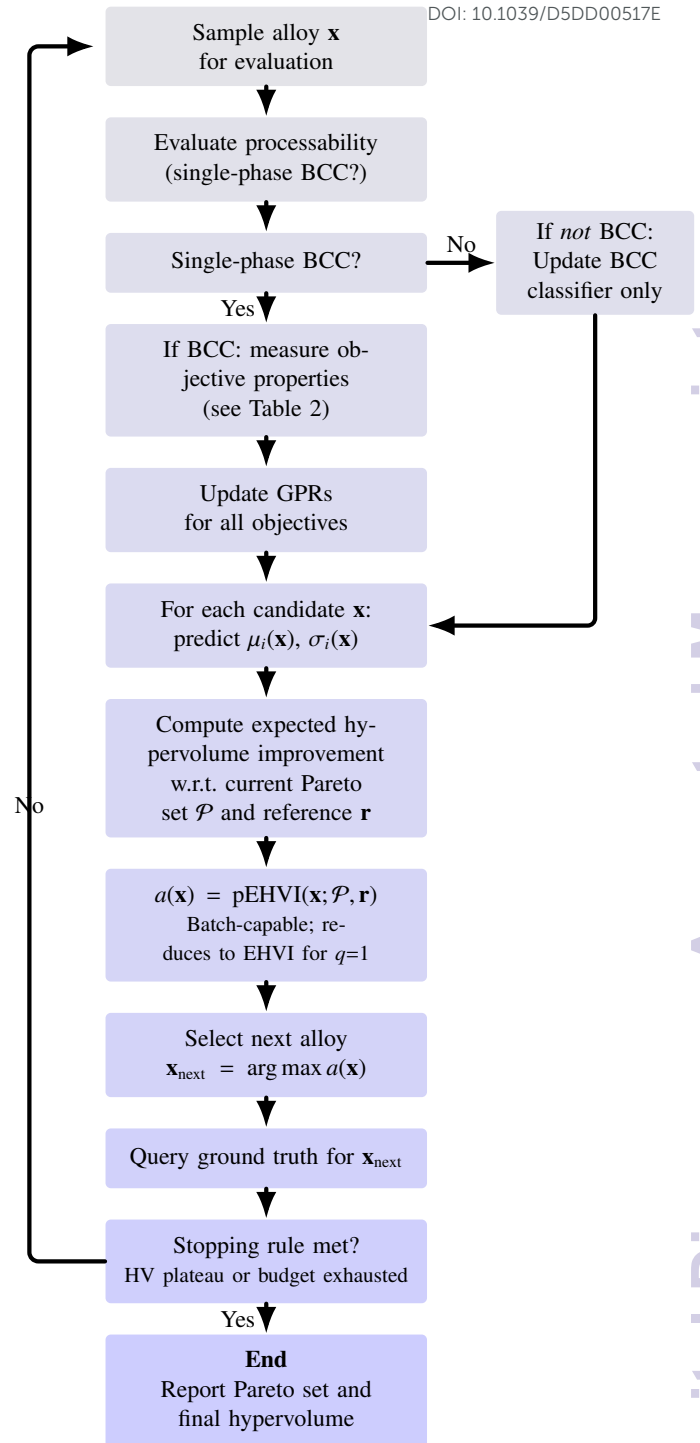 DOI: 10.1039/D5DD00517E
Sample alloy x
for evaluation
Evaluate processability
(single-phase BCC?)
Single-phase BCC?
No
If not BCC:
Update BCC
classifier only
Yes
If BCC: measure ob-
jective properties
(see Table 2)
Update GPRs
for all objectives
For each candidate x:
predict μᵢ(x), σᵢ(x)
Compute expected hy-
pervolume improvement
w.r.t. current Pareto
set 𝒫 and reference r
No
a(x) = pEHVI(x; 𝒫, r)
Batch-capable; re-
duces to EHVI for q=1
Select next alloy
x_next = arg max a(x)
Query ground truth for x_next
Stopping rule met?
HV plateau or budget exhausted
Yes
End
Report Pareto set and
final hypervolume